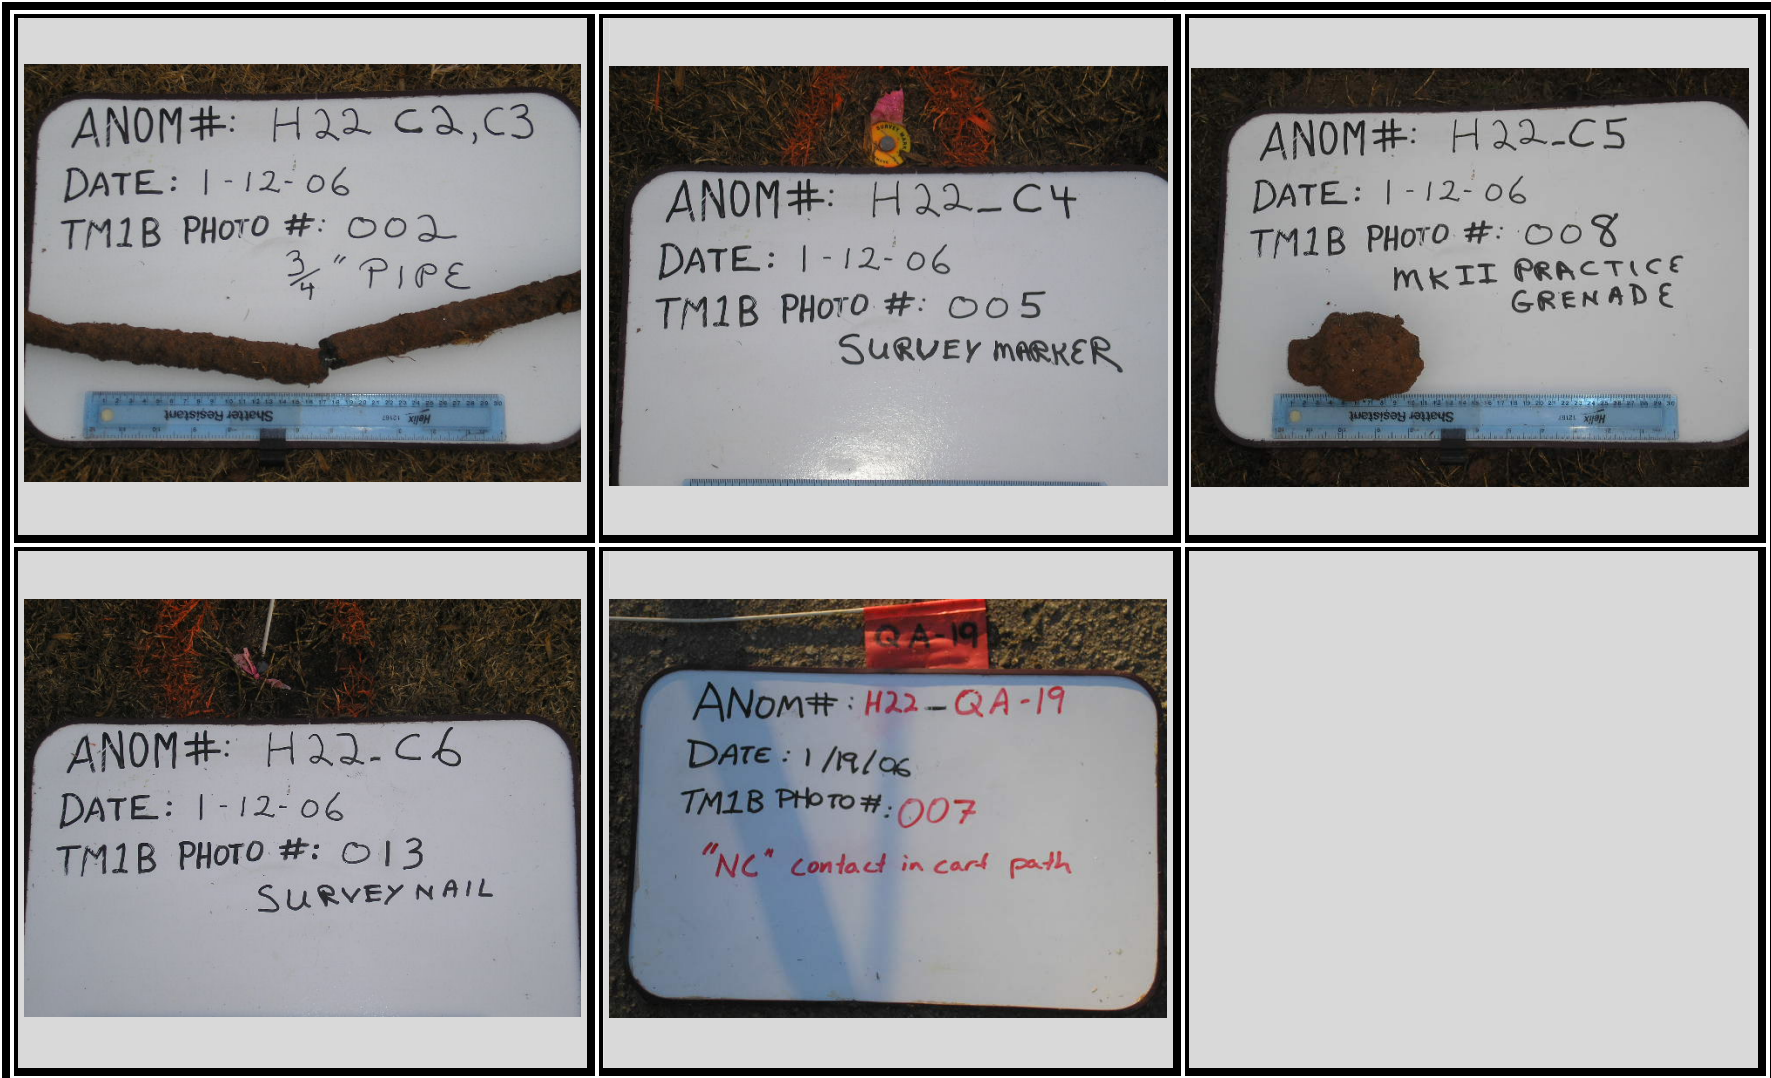 ANOM#: H22 C2,C3
DATE: 1-12-06
TM1B PHOTO #: 002
3/4" PIPE
Shatter Resistant
Helix
SURVEY MARK
ANOM#: H22_C4
DATE: 1-12-06
TM1B PHOTO #: 005
SURVEY MARKER
ANOM#: H22_C5
DATE: 1-12-06
TM1B PHOTO #: 008
MKII PRACTICE
GRENADE
Shatter Resistant
Helix
ANOM#: H22_C6
DATE: 1-12-06
TM1B PHOTO #: 013
SURVEY NAIL
QA-19
ANOM#: H22_QA-19
DATE: 1/19/06
TM1B PHOTO#: 007
"NC" contact in cart path